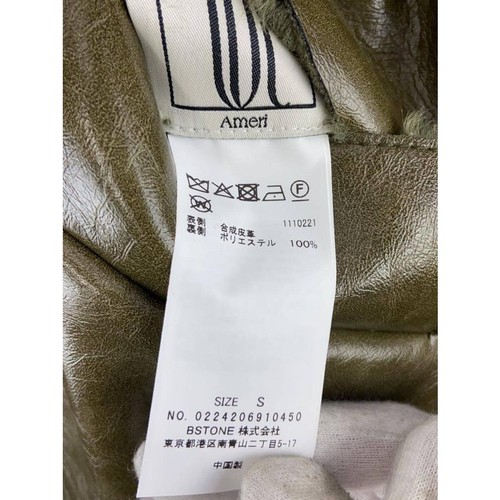 Ameri
表側 合成皮革 1110221
裏側 ポリエステル 100%
SIZE S
NO. 0224206910450
BSTONE 株式会社
東京都港区南青山二丁目5-17
中国製